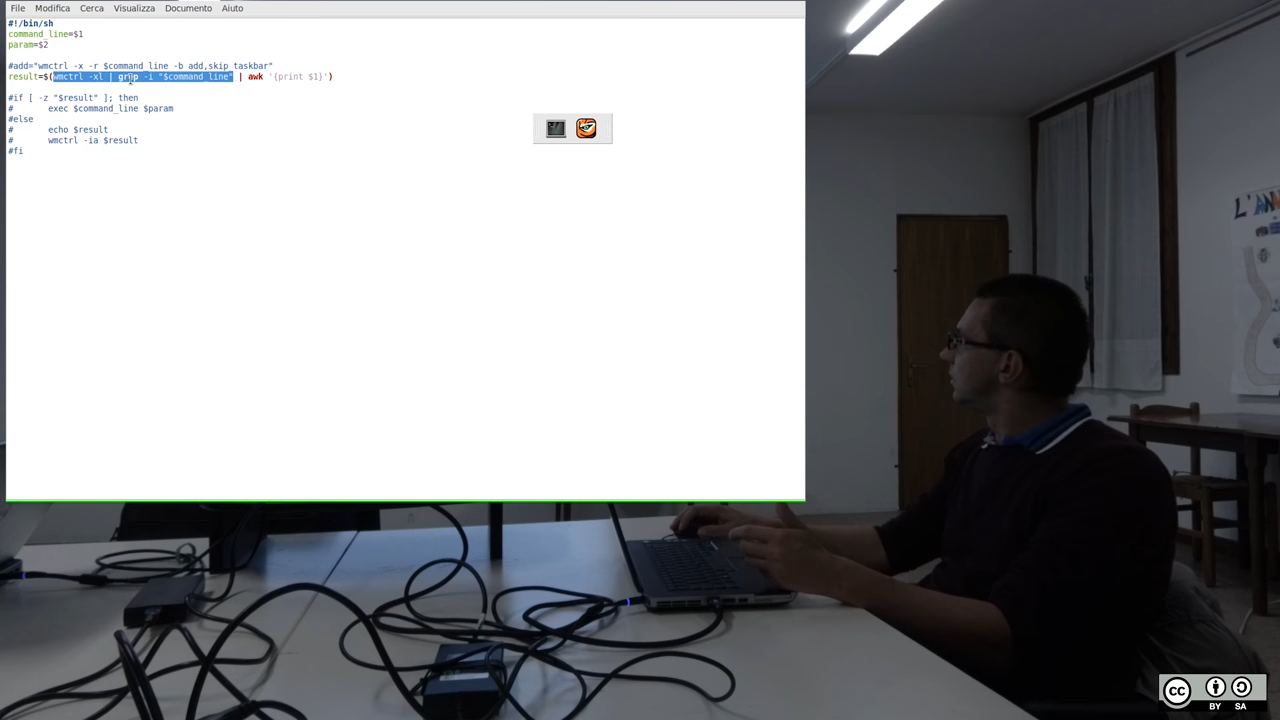 File Modifica Cerca Visualizza Documento Aiuto
#!/bin/sh
command_line=$1
param=$2
#add="wmctrl -x -r $command_line -b add,skip_taskbar"
result=$(wmctrl -xl | grep -i "$command_line" | awk '{print $1}')
#if [ -z "$result" ]; then
# exec $command_line $param
#else
# echo $result
# wmctrl -ia $result
#fi
L'AN
CC BY SA